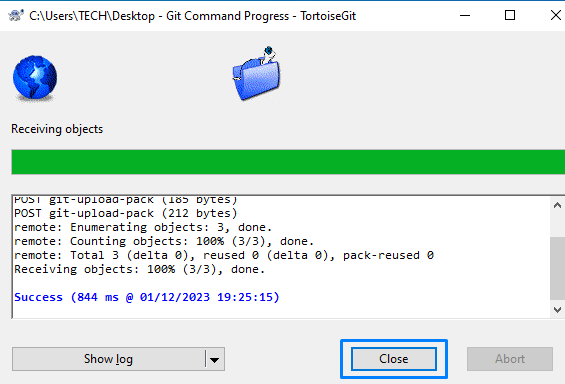 C:\Users\TECH\Desktop - Git Command Progress - TortoiseGit
Receiving objects
POST git-upload-pack (185 bytes)
POST git-upload-pack (212 bytes)
remote: Enumerating objects: 3, done.
remote: Counting objects: 100% (3/3), done.
remote: Total 3 (delta 0), reused 0 (delta 0), pack-reused 0
Receiving objects: 100% (3/3), done.
Success (844 ms @ 01/12/2023 19:25:15)
Show log
Close
Abort